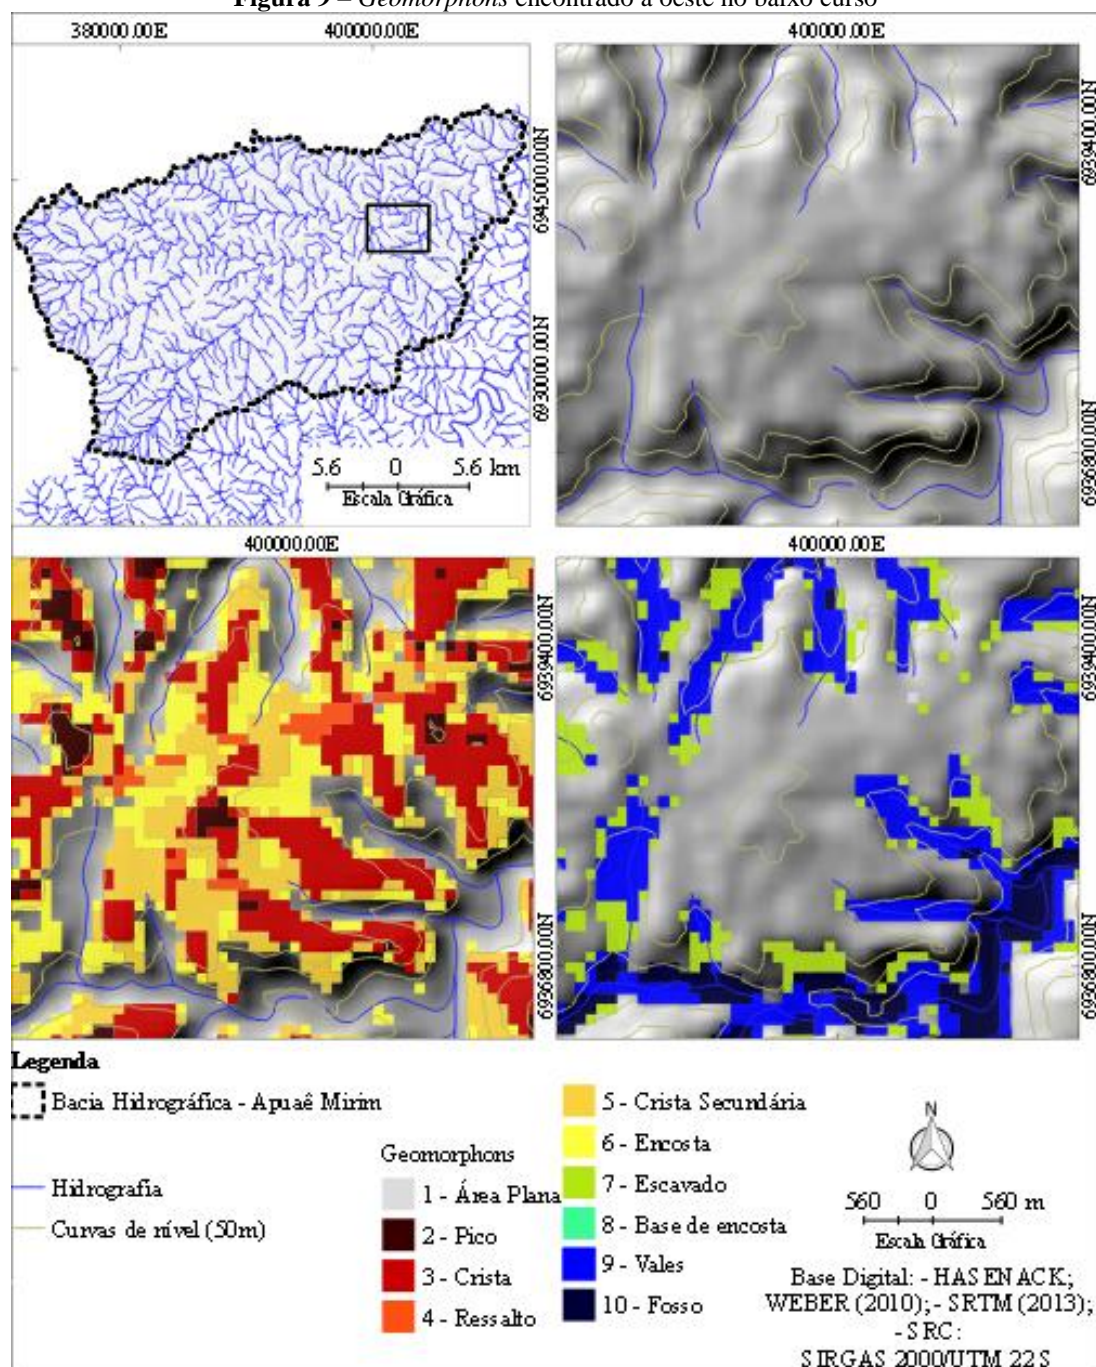 Figura 9 – Geomorphons encontrado a oeste no baixo curso
380000.00E 400000.00E
400000.00E
6945000.00N
6930000.00N
6939400.00N
6936800.00N
5.6 0 5.6 km
Escala Gráfica
400000.00E
400000.00E
6939400.00N
6936800.00N
6939400.00N
6936800.00N
Legenda
Bacia Hidrográfica - Apuaê Mirim
Hidrografia
Curvas de nível (50m)
Geomorphons
1 - Área Plana
2 - Pico
3 - Crista
4 - Ressalto
5 - Crista Secundária
6 - Encosta
7 - Escavado
8 - Base de encosta
9 - Vales
10 - Fosso
N
560 0 560 m
Escala Gráfica
Base Digital: - HASENACK;
WEBER (2010); - SRTM (2013);
- SRC:
SIRGAS 2000/UTM 22 S